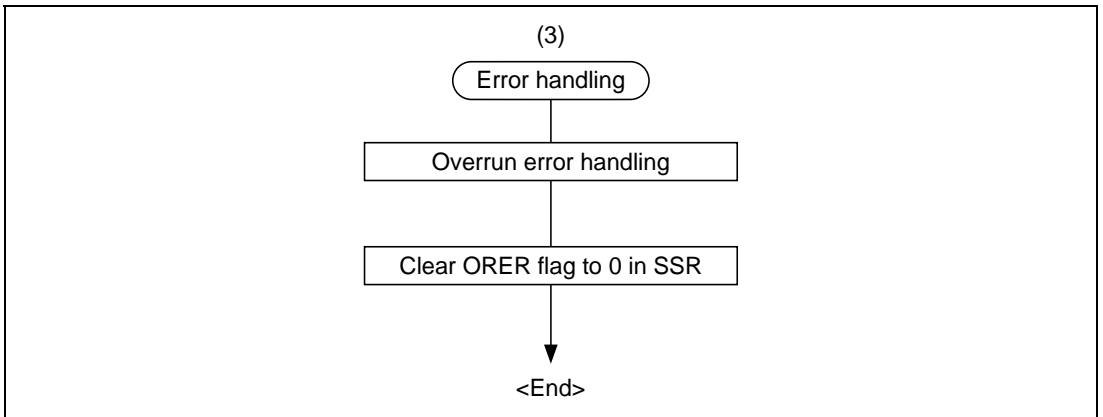 (3)
Error handling
Overrun error handling
Clear ORER flag to 0 in SSR
<End>